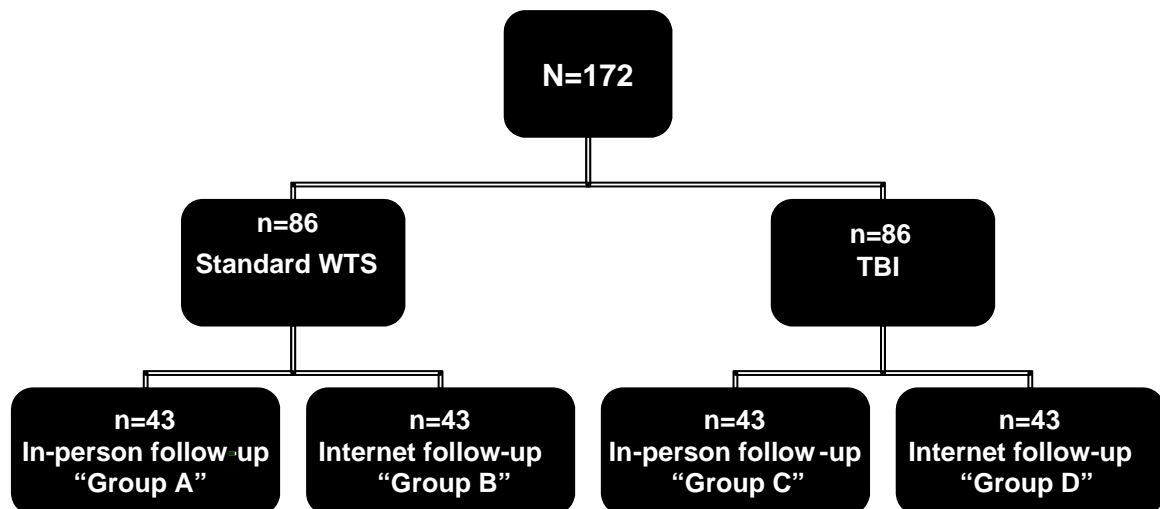 N=172
n=86
Standard WTS
n=86
TBI
n=43
In-person follow-up
“Group A”
n=43
Internet follow-up
“Group B”
n=43
In-person follow-up
“Group C”
n=43
Internet follow-up
“Group D”